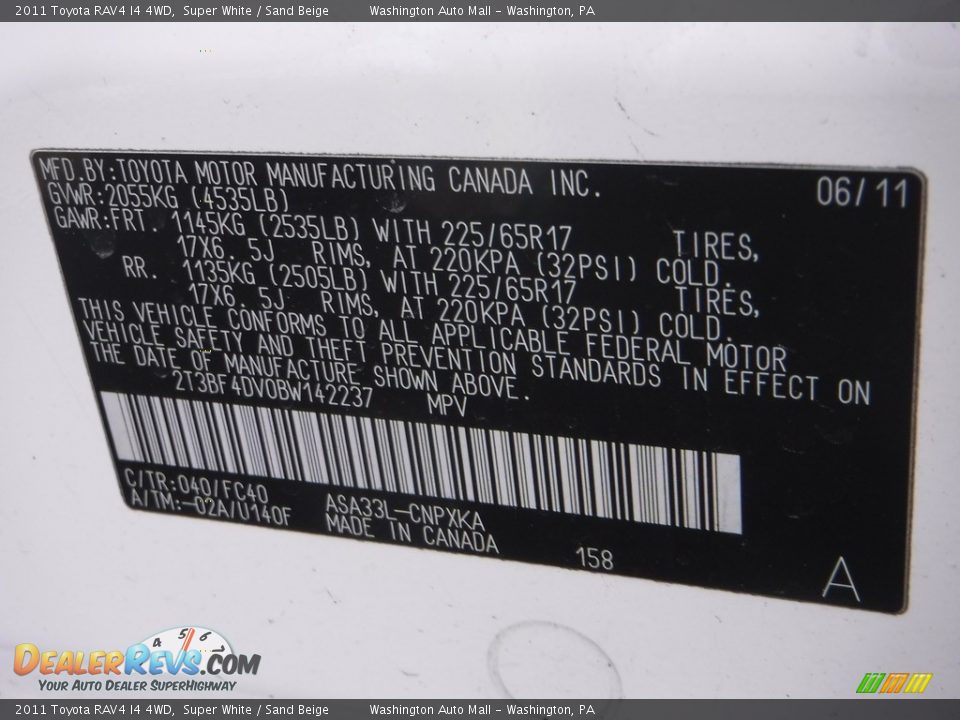 2011 Toyota RAV4 I4 4WD, Super White / Sand Beige Washington Auto Mall - Washington, PA
MFD.BY:TOYOTA MOTOR MANUFACTURING CANADA INC. 06/11
GVWR:2055KG (4535LB)
GAWR:FRT. 1145KG (2535LB) WITH 225/65R17 TIRES,
17X6.5J RIMS, AT 220KPA (32PSI) COLD.
RR. 1135KG (2505LB) WITH 225/65R17 TIRES,
17X6.5J RIMS, AT 220KPA (32PSI) COLD.
THIS VEHICLE CONFORMS TO ALL APPLICABLE FEDERAL MOTOR
VEHICLE SAFETY AND THEFT PREVENTION STANDARDS IN EFFECT ON
THE DATE OF MANUFACTURE SHOWN ABOVE.
2T3BF4DV0BW142237 MPV
C/TR:040/FC40 ASA33L-CNPXKA
A/TM:-02A/U140F MADE IN CANADA
158 A
4 5 6
DEALERREVS.COM
YOUR AUTO DEALER SUPERHIGHWAY
2011 Toyota RAV4 I4 4WD, Super White / Sand Beige Washington Auto Mall - Washington, PA